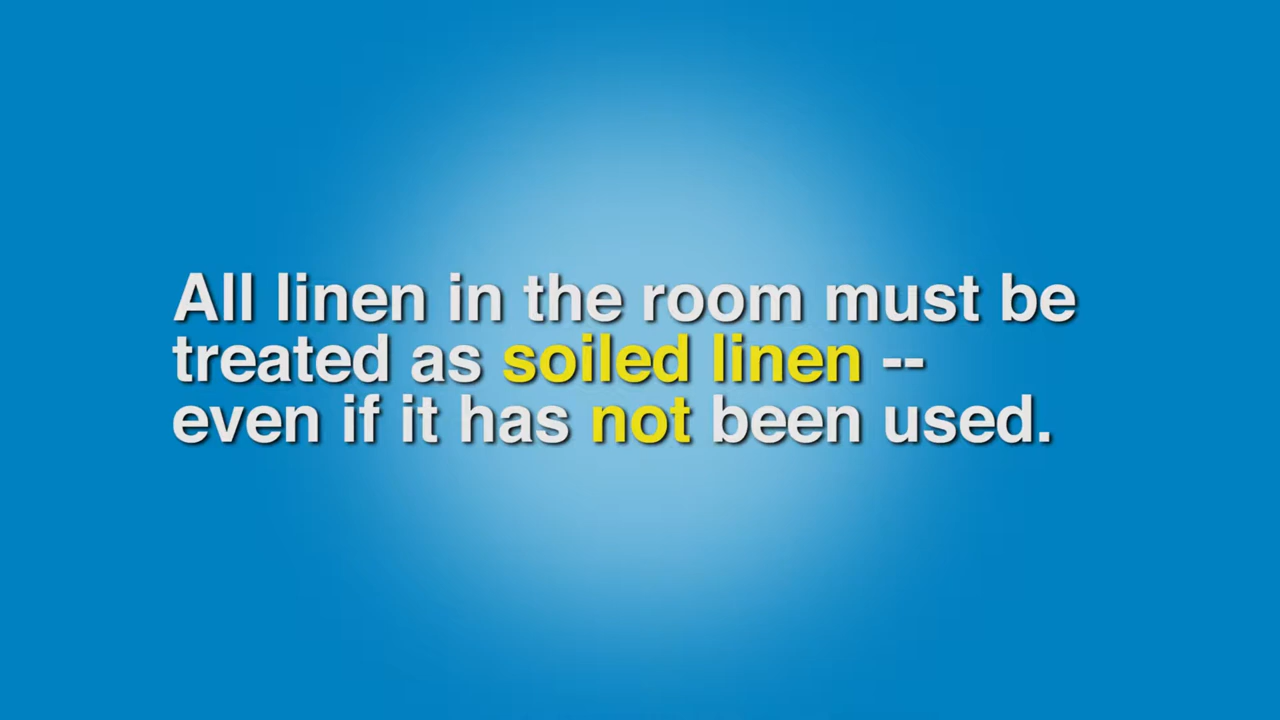 All linen in the room must be
treated as soiled linen --
even if it has not been used.